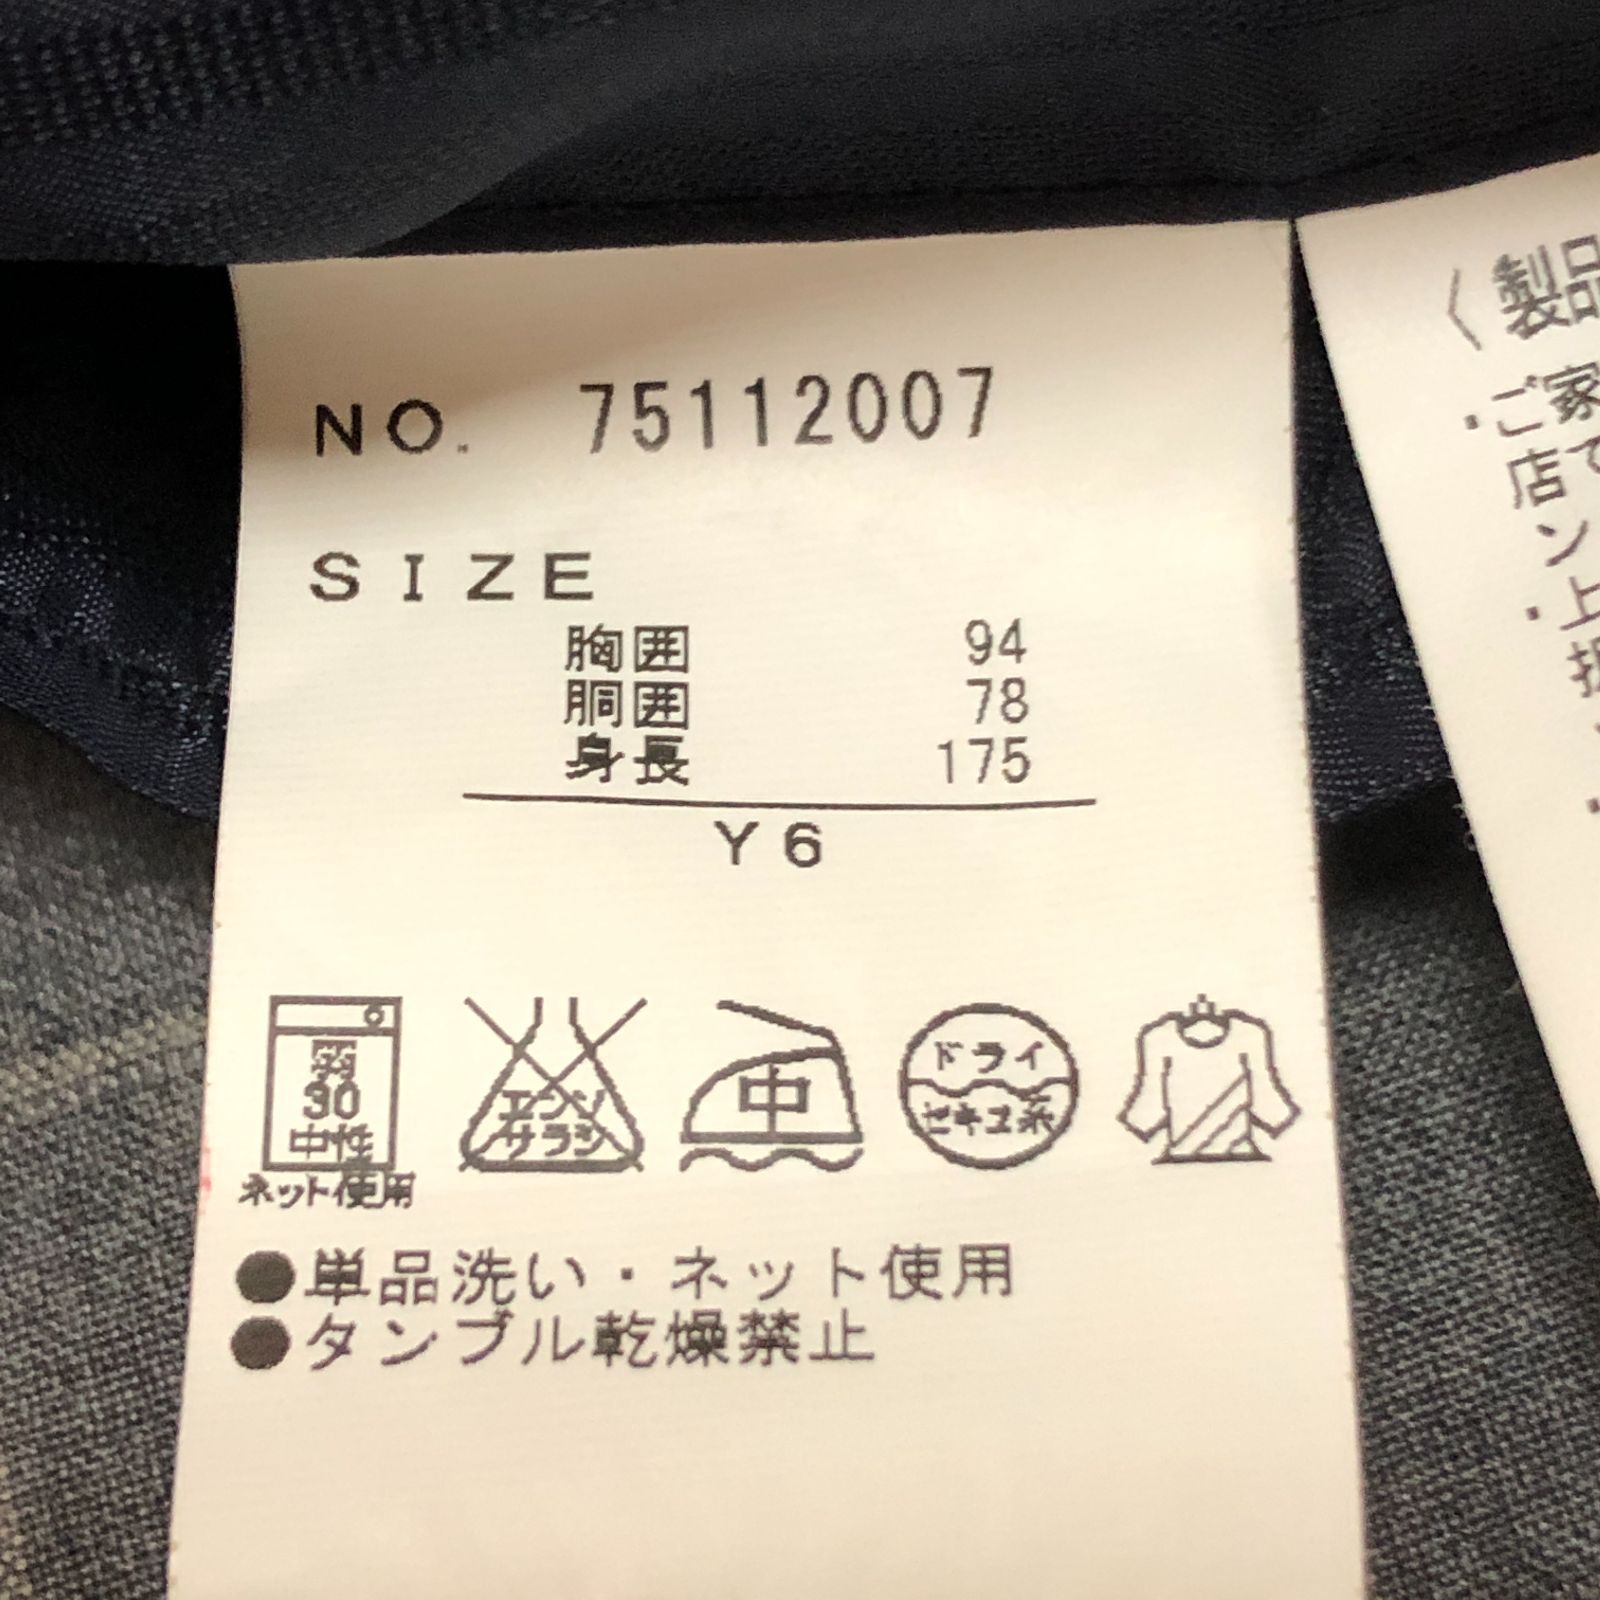 NO. 75112007
SIZE
胸囲 94
胴囲 78
身長 175
Y6
弱
30
中性
ネット使用
エンソ
サラシ
中
ドライ
セキユ系
●単品洗い・ネット使用
●タンブル乾燥禁止
〈製品
・ご家
店で
ン
・上